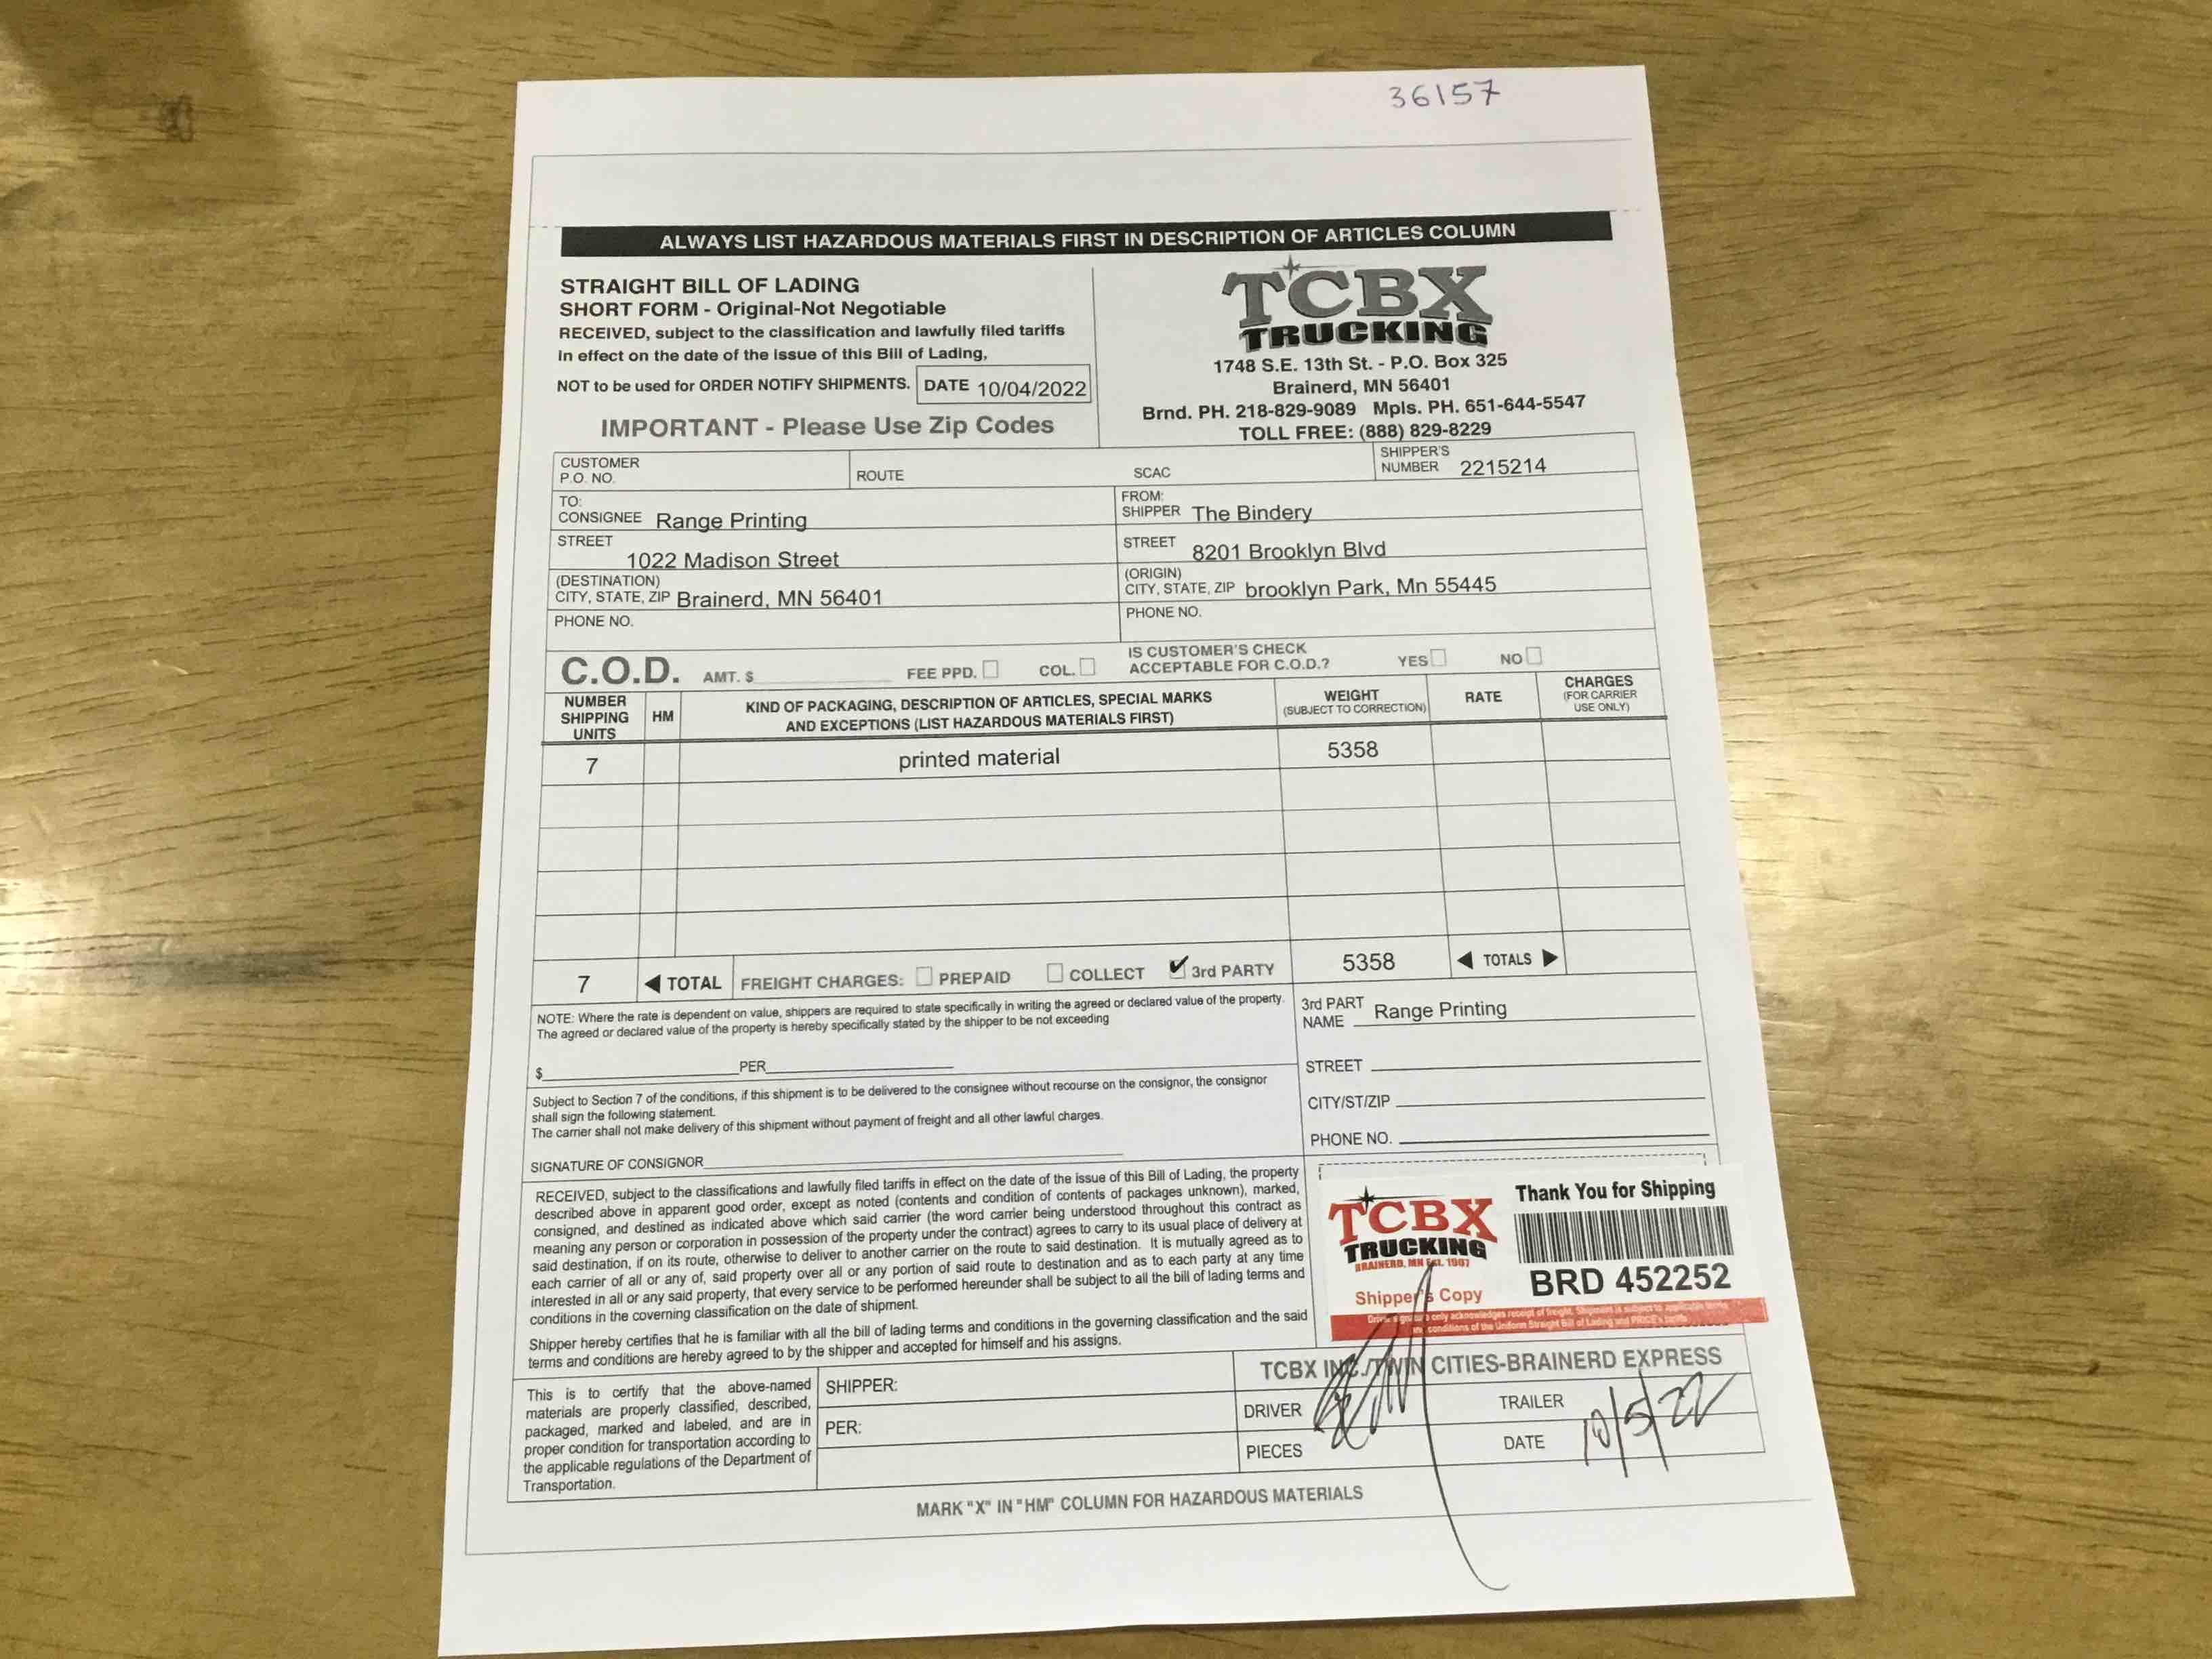 36157
ALWAYS LIST HAZARDOUS MATERIALS FIRST IN DESCRIPTION OF ARTICLES COLUMN
STRAIGHT BILL OF LADING
SHORT FORM - Original-Not Negotiable
RECEIVED, subject to the classification and lawfully filed tariffs
in effect on the date of the issue of this Bill of Lading,
NOT to be used for ORDER NOTIFY SHIPMENTS. DATE 10/04/2022
IMPORTANT - Please Use Zip Codes
TCBX
TRUCKING
1748 S.E. 13th St. - P.O. Box 325
Brainerd, MN 56401
Brnd. PH. 218-829-9089 Mpls. PH. 651-644-5547
TOLL FREE: (888) 829-8229
CUSTOMER
P.O. NO.
ROUTE
SCAC
SHIPPER'S
NUMBER 2215214
TO:
CONSIGNEE Range Printing
STREET
1022 Madison Street
(DESTINATION)
CITY, STATE, ZIP Brainerd, MN 56401
PHONE NO.
FROM:
SHIPPER The Bindery
STREET 8201 Brooklyn Blvd
(ORIGIN)
CITY, STATE, ZIP brooklyn Park, Mn 55445
PHONE NO.
C.O.D. AMT. $ FEE PPD. COL.
IS CUSTOMER'S CHECK
ACCEPTABLE FOR C.O.D.? YES NO
NUMBER
SHIPPING
UNITS
HM
KIND OF PACKAGING, DESCRIPTION OF ARTICLES, SPECIAL MARKS
AND EXCEPTIONS (LIST HAZARDOUS MATERIALS FIRST)
WEIGHT
(SUBJECT TO CORRECTION)
RATE
CHARGES
(FOR CARRIER
USE ONLY)
7 printed material 5358
7 ◀ TOTAL FREIGHT CHARGES: PREPAID COLLECT ✔ 3rd PARTY 5358 ◀ TOTALS ▶
NOTE: Where the rate is dependent on value, shippers are required to state specifically in writing the agreed or declared value of the property.
The agreed or declared value of the property is hereby specifically stated by the shipper to be not exceeding
$ PER
Subject to Section 7 of the conditions, if this shipment is to be delivered to the consignee without recourse on the consignor, the consignor
shall sign the following statement.
The carrier shall not make delivery of this shipment without payment of freight and all other lawful charges.
SIGNATURE OF CONSIGNOR
3rd PART
NAME Range Printing
STREET
CITY/ST/ZIP
PHONE NO.
RECEIVED, subject to the classifications and lawfully filed tariffs in effect on the date of the issue of this Bill of Lading, the property
described above in apparent good order, except as noted (contents and condition of contents of packages unknown), marked,
consigned, and destined as indicated above which said carrier (the word carrier being understood throughout this contract as
meaning any person or corporation in possession of the property under the contract) agrees to carry to its usual place of delivery at
said destination, if on its route, otherwise to deliver to another carrier on the route to said destination. It is mutually agreed as to
each carrier of all or any of, said property over all or any portion of said route to destination and as to each party at any time
interested in all or any said property, that every service to be performed hereunder shall be subject to all the bill of lading terms and
conditions in the coverning classification on the date of shipment.
Shipper hereby certifies that he is familiar with all the bill of lading terms and conditions in the governing classification and the said
terms and conditions are hereby agreed to by the shipper and accepted for himself and his assigns.
TCBX
TRUCKING
BRAINERD, MN Est. 1987
Shipper's Copy
Thank You for Shipping
BRD 452252
only acknowledges receipt of freight. Shipment is subject to applicable terms
conditions of the Uniform Straight Bill of Lading and
This is to certify that the above-named
materials are properly classified, described,
packaged, marked and labeled, and are in
proper condition for transportation according to
the applicable regulations of the Department of
Transportation.
SHIPPER:
PER:
TCBX INC./TWIN CITIES-BRAINERD EXPRESS
DRIVER
TRAILER
PIECES
DATE 10/5/22
MARK "X" IN "HM" COLUMN FOR HAZARDOUS MATERIALS